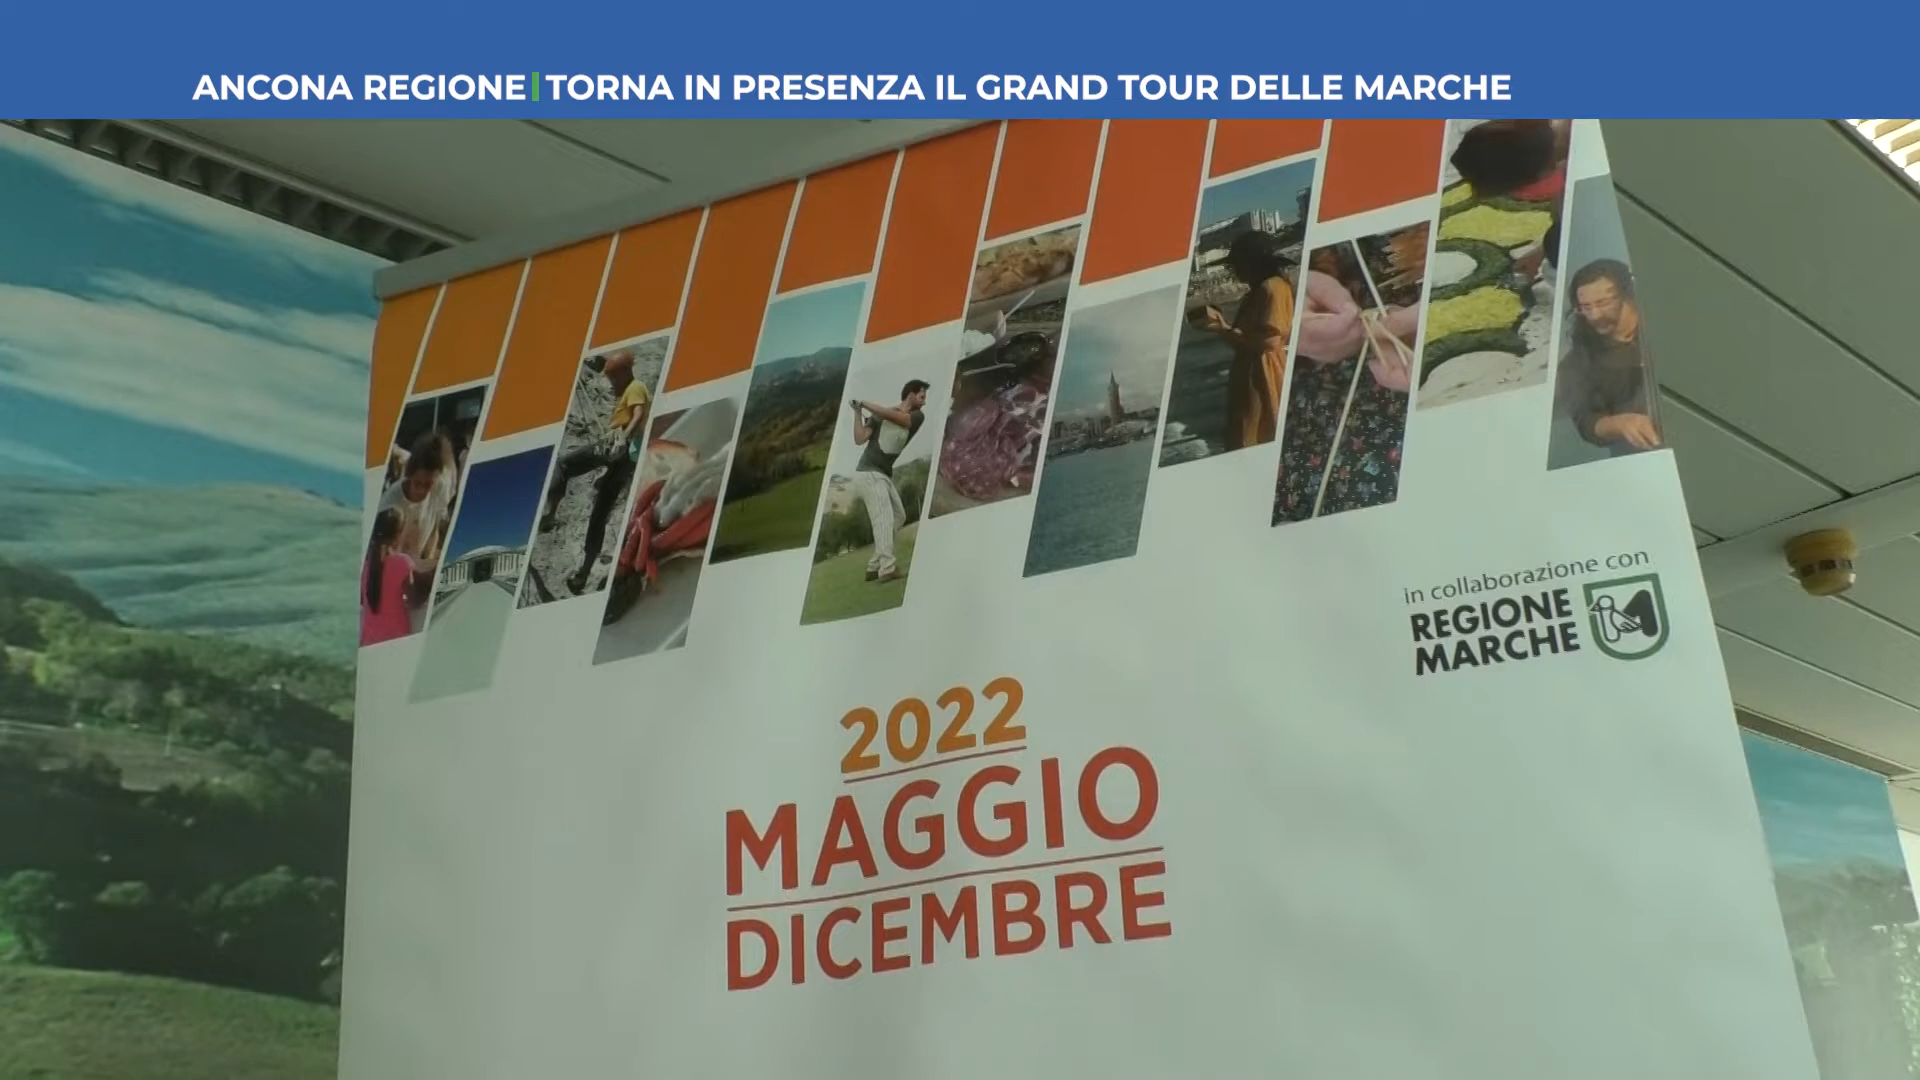 ANCONA REGIONE | TORNA IN PRESENZA IL GRAND TOUR DELLE MARCHE
in collaborazione con
REGIONE
MARCHE
2022
MAGGIO
DICEMBRE